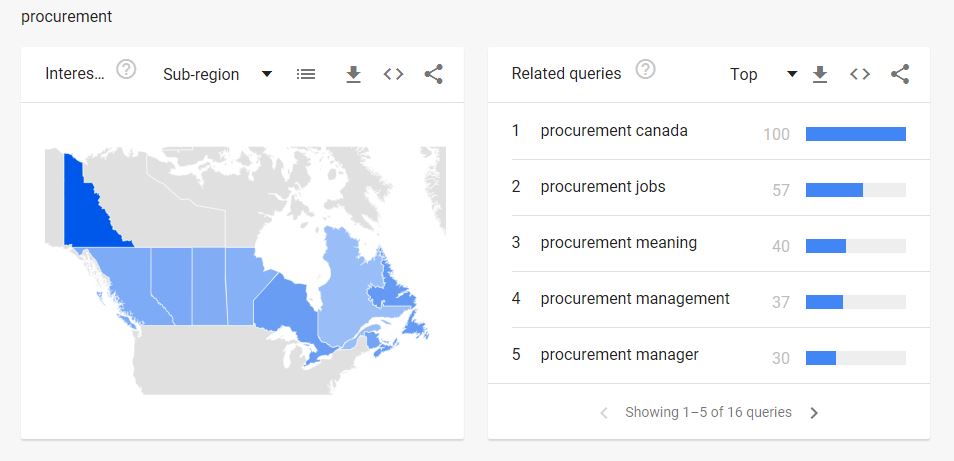 procurement
Interes... ? Sub-region
Related queries ? Top
1 procurement canada 100
2 procurement jobs 57
3 procurement meaning 40
4 procurement management 37
5 procurement manager 30
Showing 1–5 of 16 queries